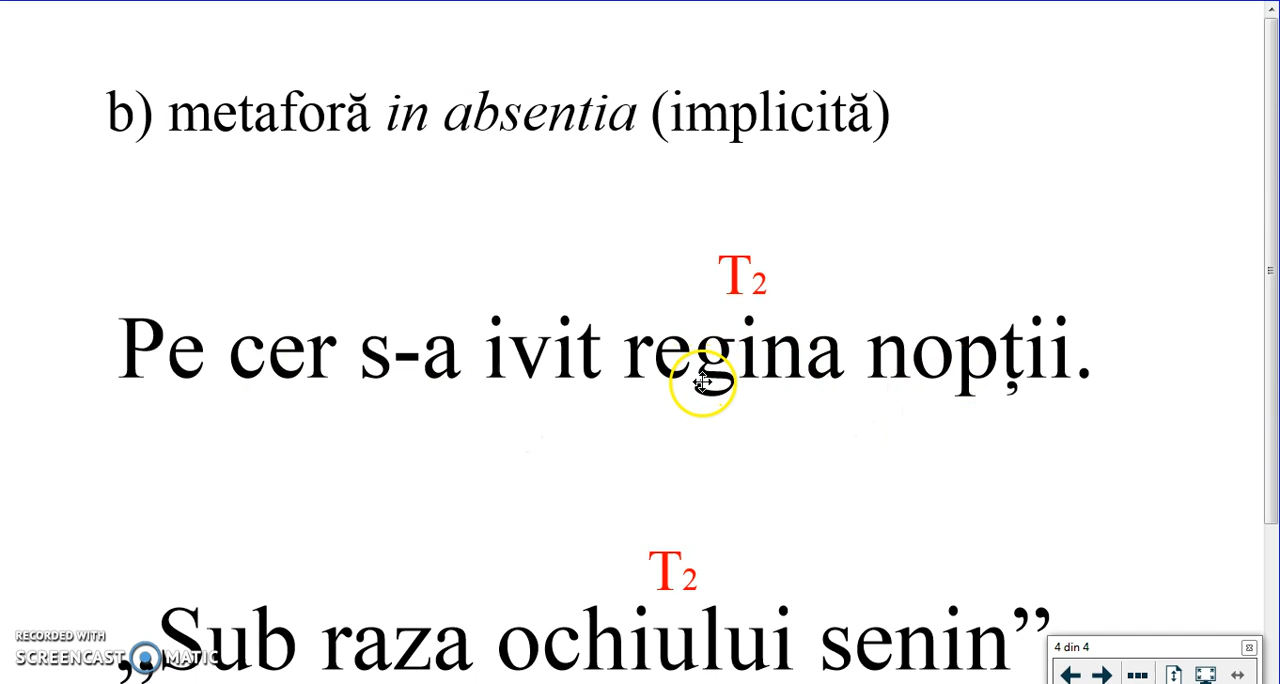 b) metaforă in absentia (implicită)
T2
Pe cer s-a ivit regina nopții.
T2
„Sub raza ochiului senin”
RECORDED WITH
SCREENCAST MATIC
4 din 4